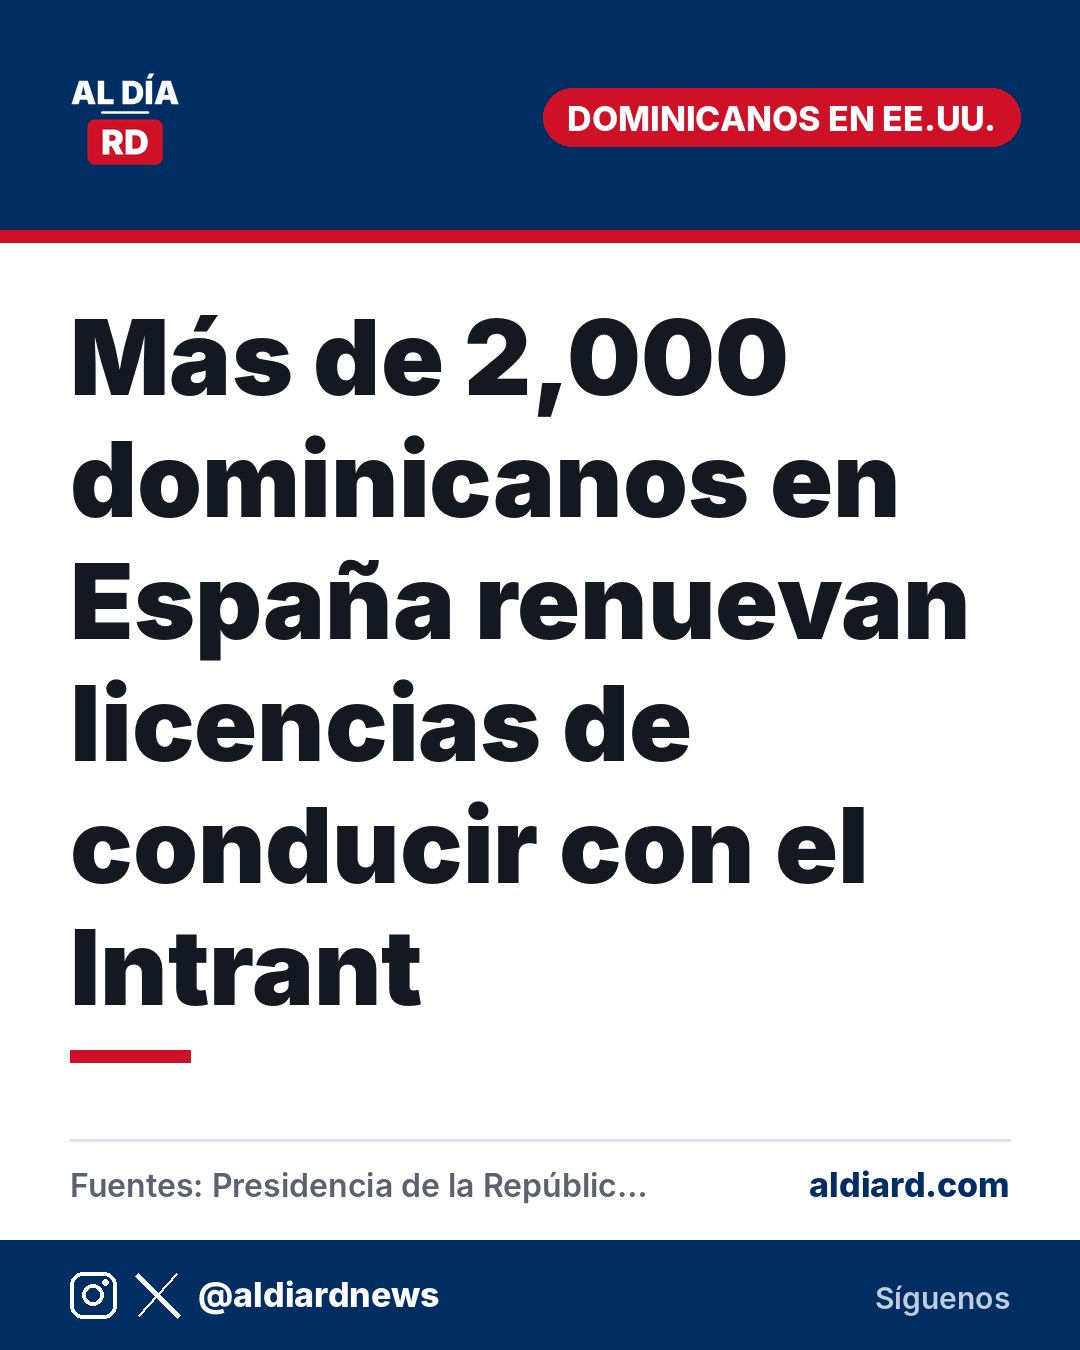 AL DÍA
RD
DOMINICANOS EN EE.UU.
Más de 2,000
dominicanos en
España renuevan
licencias de
conducir con el
Intrant
Fuentes: Presidencia de la Repúblic...
aldiard.com
@aldiardnews
Síguenos